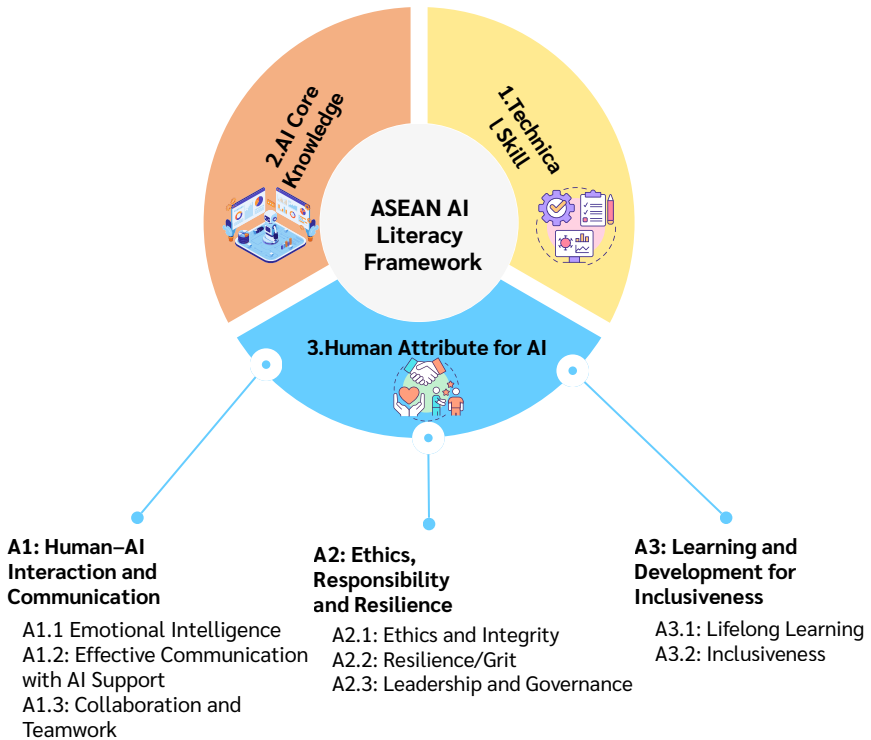 2.AI Core
Knowledge
1.Technica
l Skill
ASEAN AI
Literacy
Framework
3.Human Attribute for AI
A1: Human–AI
Interaction and
Communication
A1.1 Emotional Intelligence
A1.2: Effective Communication
with AI Support
A1.3: Collaboration and
Teamwork
A2: Ethics,
Responsibility
and Resilience
A2.1: Ethics and Integrity
A2.2: Resilience/Grit
A2.3: Leadership and Governance
A3: Learning and
Development for
Inclusiveness
A3.1: Lifelong Learning
A3.2: Inclusiveness